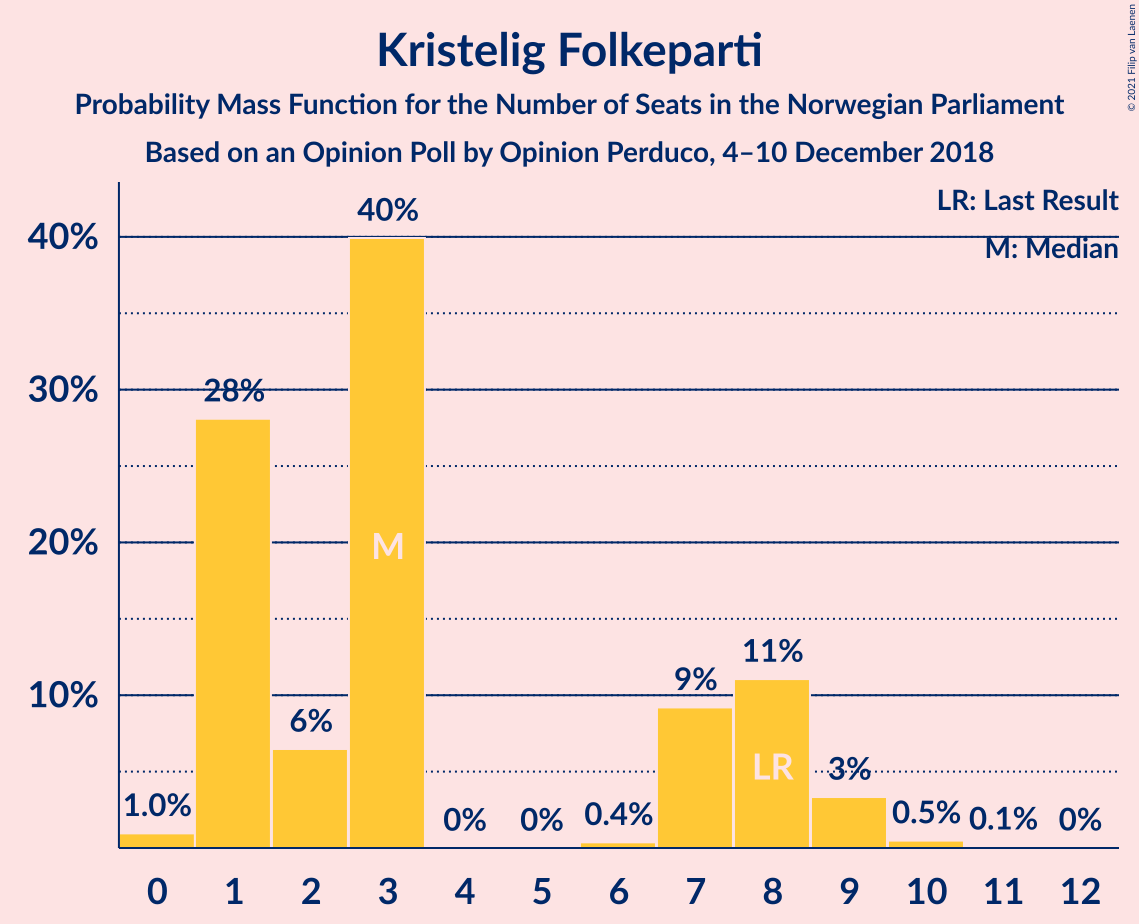 Kristelig Folkeparti
Probability Mass Function for the Number of Seats in the Norwegian Parliament
Based on an Opinion Poll by Opinion Perduco, 4–10 December 2018
© 2021 Filip van Laenen
LR: Last Result
M: Median
40%
30%
20%
10%
1.0%
28%
6%
40%
0%
0%
0.4%
9%
11%
3%
0.5%
0.1%
0%
M
LR
0 1 2 3 4 5 6 7 8 9 10 11 12